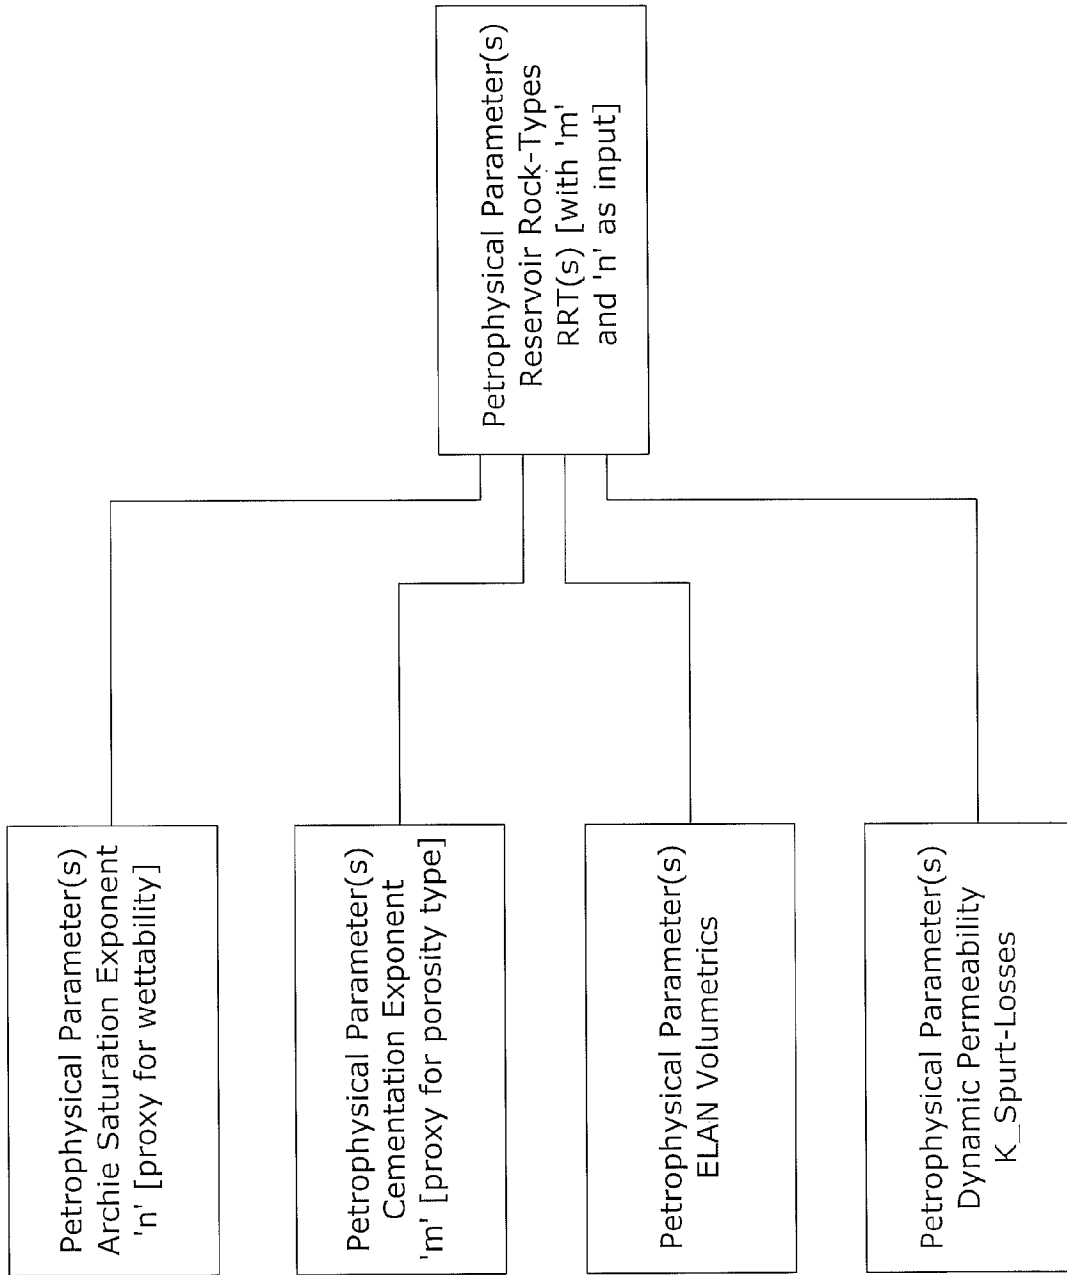 Petrophysical Parameter(s)
Archie Saturation Exponent
'n' [proxy for wettability]
Petrophysical Parameter(s)
Cementation Exponent
'm' [proxy for porosity type]
Petrophysical Parameter(s)
ELAN Volumetrics
Petrophysical Parameter(s)
Dynamic Permeability
K_Spurt-Losses
Petrophysical Parameter(s)
Reservoir Rock-Types
RRT(s) [with 'm'
and 'n' as input]